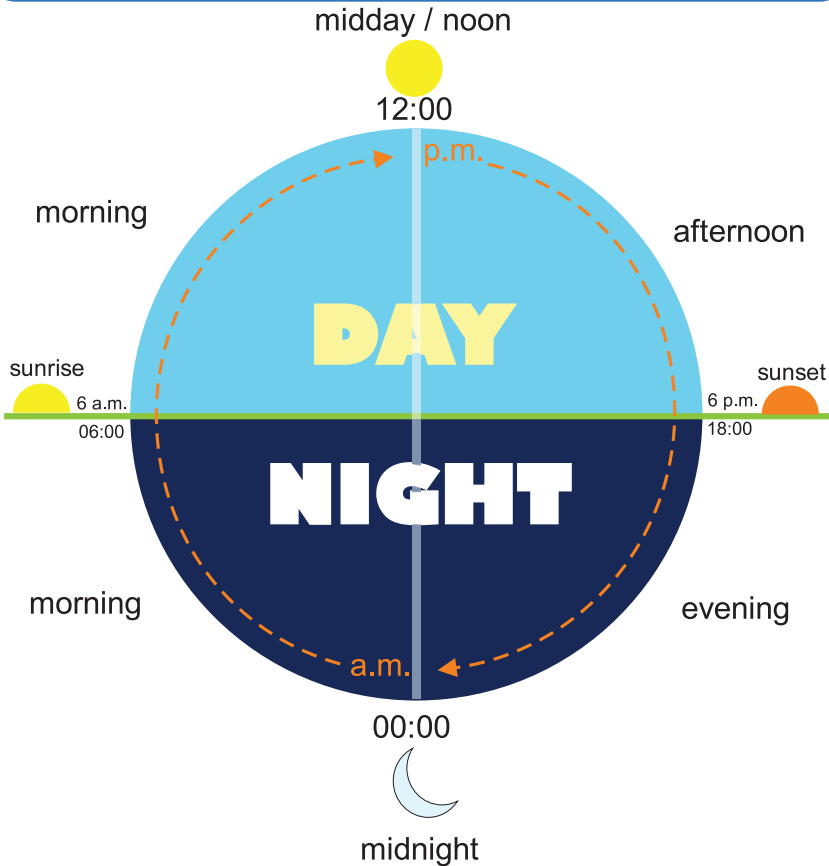 midday / noon
12:00
p.m.
morning
afternoon
DAY
sunrise
sunset
6 a.m.
6 p.m.
06:00
18:00
NIGHT
morning
evening
a.m.
00:00
midnight